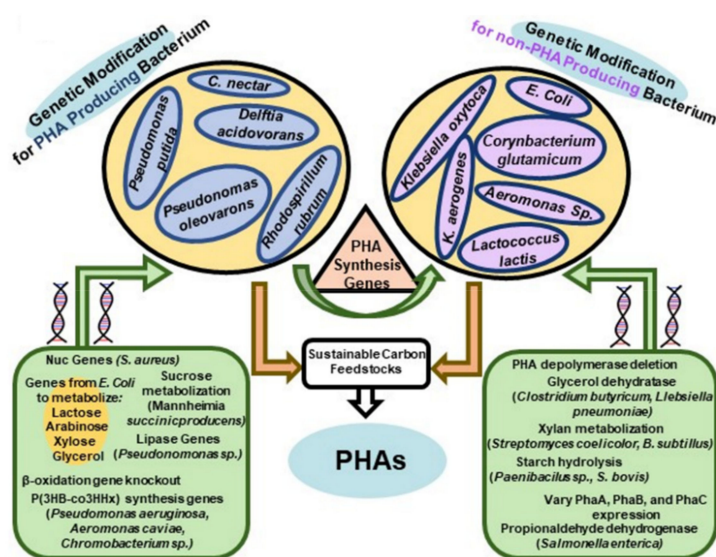 Genetic Modification
for PHA Producing Bacterium
C. nectar
Pseudomonas
putida
Delftia
acidovorans
Pseudonomas
oleovarons
Rhodospirillum
rubrum
Genetic Modification
for non-PHA Producing
Bacterium
Klebsiella oxytoca
E. Coli
Corynbacterium
glutamicum
K. aerogenes
Aeromonas Sp.
Lactococcus
lactis
PHA
Synthesis
Genes
Sustainable Carbon
Feedstocks
PHAs
Nuc Genes (S. aureus)
Genes from E. Coli
to metabolize:
Lactose
Arabinose
Xylose
Glycerol
Sucrose
metabolization
(Mannheimia
succinicproducens)
Lipase Genes
(Pseudonomonas sp.)
β-oxidation gene knockout
P(3HB-co3HHx) synthesis genes
(Pseudomonas aeruginosa,
Aeromonas caviae,
Chromobacterium sp.)
PHA depolymerase deletion
Glycerol dehydratase
(Clostridium butyricum, Llebsiella
pneumoniae)
Xylan metabolization
(Streptomyces coelicolor, B. subtillus)
Starch hydrolysis
(Paenibacilus sp., S. bovis)
Vary PhaA, PhaB, and PhaC
expression
Propionaldehyde dehydrogenase
(Salmonella enterica)